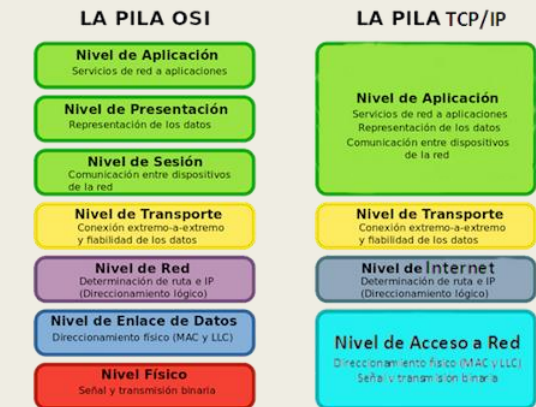 LA PILA OSI
Nivel de Aplicación
Servicios de red a aplicaciones
Nivel de Presentación
Representación de los datos
Nivel de Sesión
Comunicación entre dispositivos
de la red
Nivel de Transporte
Conexión extremo-a-extremo
y fiabilidad de los datos
Nivel de Red
Determinación de ruta e IP
(Direccionamiento lógico)
Nivel de Enlace de Datos
Direccionamiento físico (MAC y LLC)
Nivel Físico
Señal y transmisión binaria
LA PILA TCP/IP
Nivel de Aplicación
Servicios de red a aplicaciones
Representación de los datos
Comunicación entre dispositivos
de la red
Nivel de Transporte
Conexión extremo-a-extremo
y fiabilidad de los datos
Nivel de Internet
Determinación de ruta e IP
(Direccionamiento lógico)
Nivel de Acceso a Red
Direccionamiento físico (MAC y LLC)
Señal y transmisión binaria